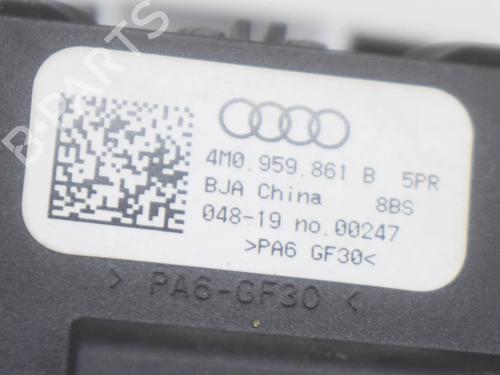 B-PARTS
4M0.959.861 B 5PR
BJA China 8BS
048-19 no.00247
>PA6 GF30<
> PA6-GF30 <